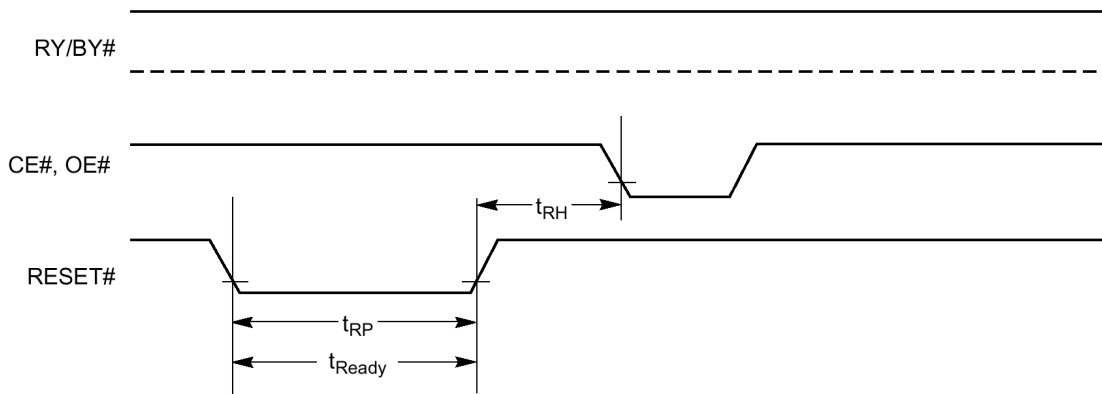 RY/BY#
CE#, OE#
tRH
RESET#
tRP
tReady